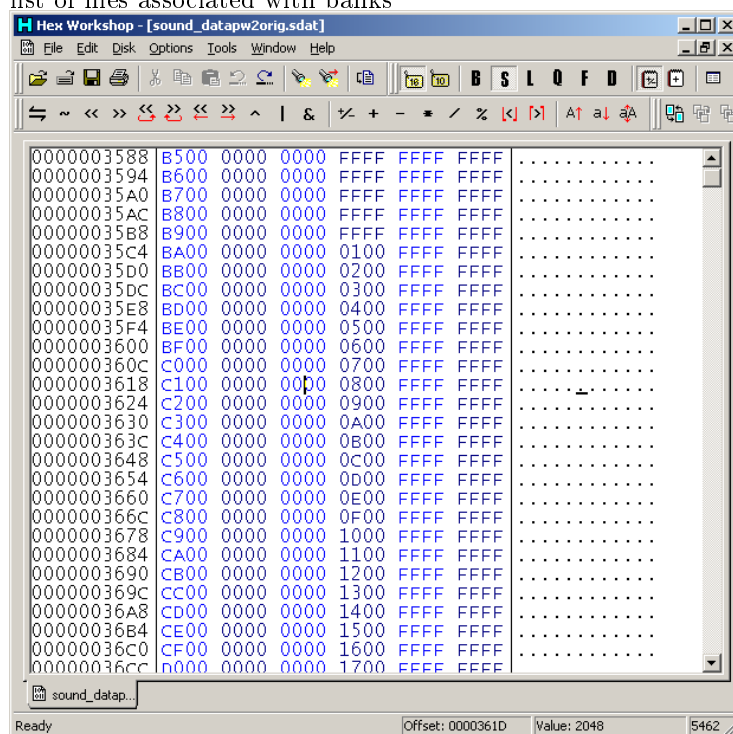 list of files associated with banks
Hex Workshop - [sound_datapw2orig.sdat]
File Edit Disk Options Tools Window Help
16 10 B S L Q F D
~ << >> << >> << >> ^ | & +/- + - * / % A↑ a↓ aA
0000003588 B500 0000 0000 FFFF FFFF FFFF ............
0000003594 B600 0000 0000 FFFF FFFF FFFF ............
00000035A0 B700 0000 0000 FFFF FFFF FFFF ............
00000035AC B800 0000 0000 FFFF FFFF FFFF ............
00000035B8 B900 0000 0000 FFFF FFFF FFFF ............
00000035C4 BA00 0000 0000 0100 FFFF FFFF ............
00000035D0 BB00 0000 0000 0200 FFFF FFFF ............
00000035DC BC00 0000 0000 0300 FFFF FFFF ............
00000035E8 BD00 0000 0000 0400 FFFF FFFF ............
00000035F4 BE00 0000 0000 0500 FFFF FFFF ............
0000003600 BF00 0000 0000 0600 FFFF FFFF ............
000000360C C000 0000 0000 0700 FFFF FFFF ............
0000003618 C100 0000 0000 0800 FFFF FFFF ............
0000003624 C200 0000 0000 0900 FFFF FFFF ............
0000003630 C300 0000 0000 0A00 FFFF FFFF ............
000000363C C400 0000 0000 0B00 FFFF FFFF ............
0000003648 C500 0000 0000 0C00 FFFF FFFF ............
0000003654 C600 0000 0000 0D00 FFFF FFFF ............
0000003660 C700 0000 0000 0E00 FFFF FFFF ............
000000366C C800 0000 0000 0F00 FFFF FFFF ............
0000003678 C900 0000 0000 1000 FFFF FFFF ............
0000003684 CA00 0000 0000 1100 FFFF FFFF ............
0000003690 CB00 0000 0000 1200 FFFF FFFF ............
000000369C CC00 0000 0000 1300 FFFF FFFF ............
00000036A8 CD00 0000 0000 1400 FFFF FFFF ............
00000036B4 CE00 0000 0000 1500 FFFF FFFF ............
00000036C0 CF00 0000 0000 1600 FFFF FFFF ............
00000036CC D000 0000 0000 1700 FFFF FFFF ............
sound_datap...
Ready Offset: 0000361D Value: 2048 5462